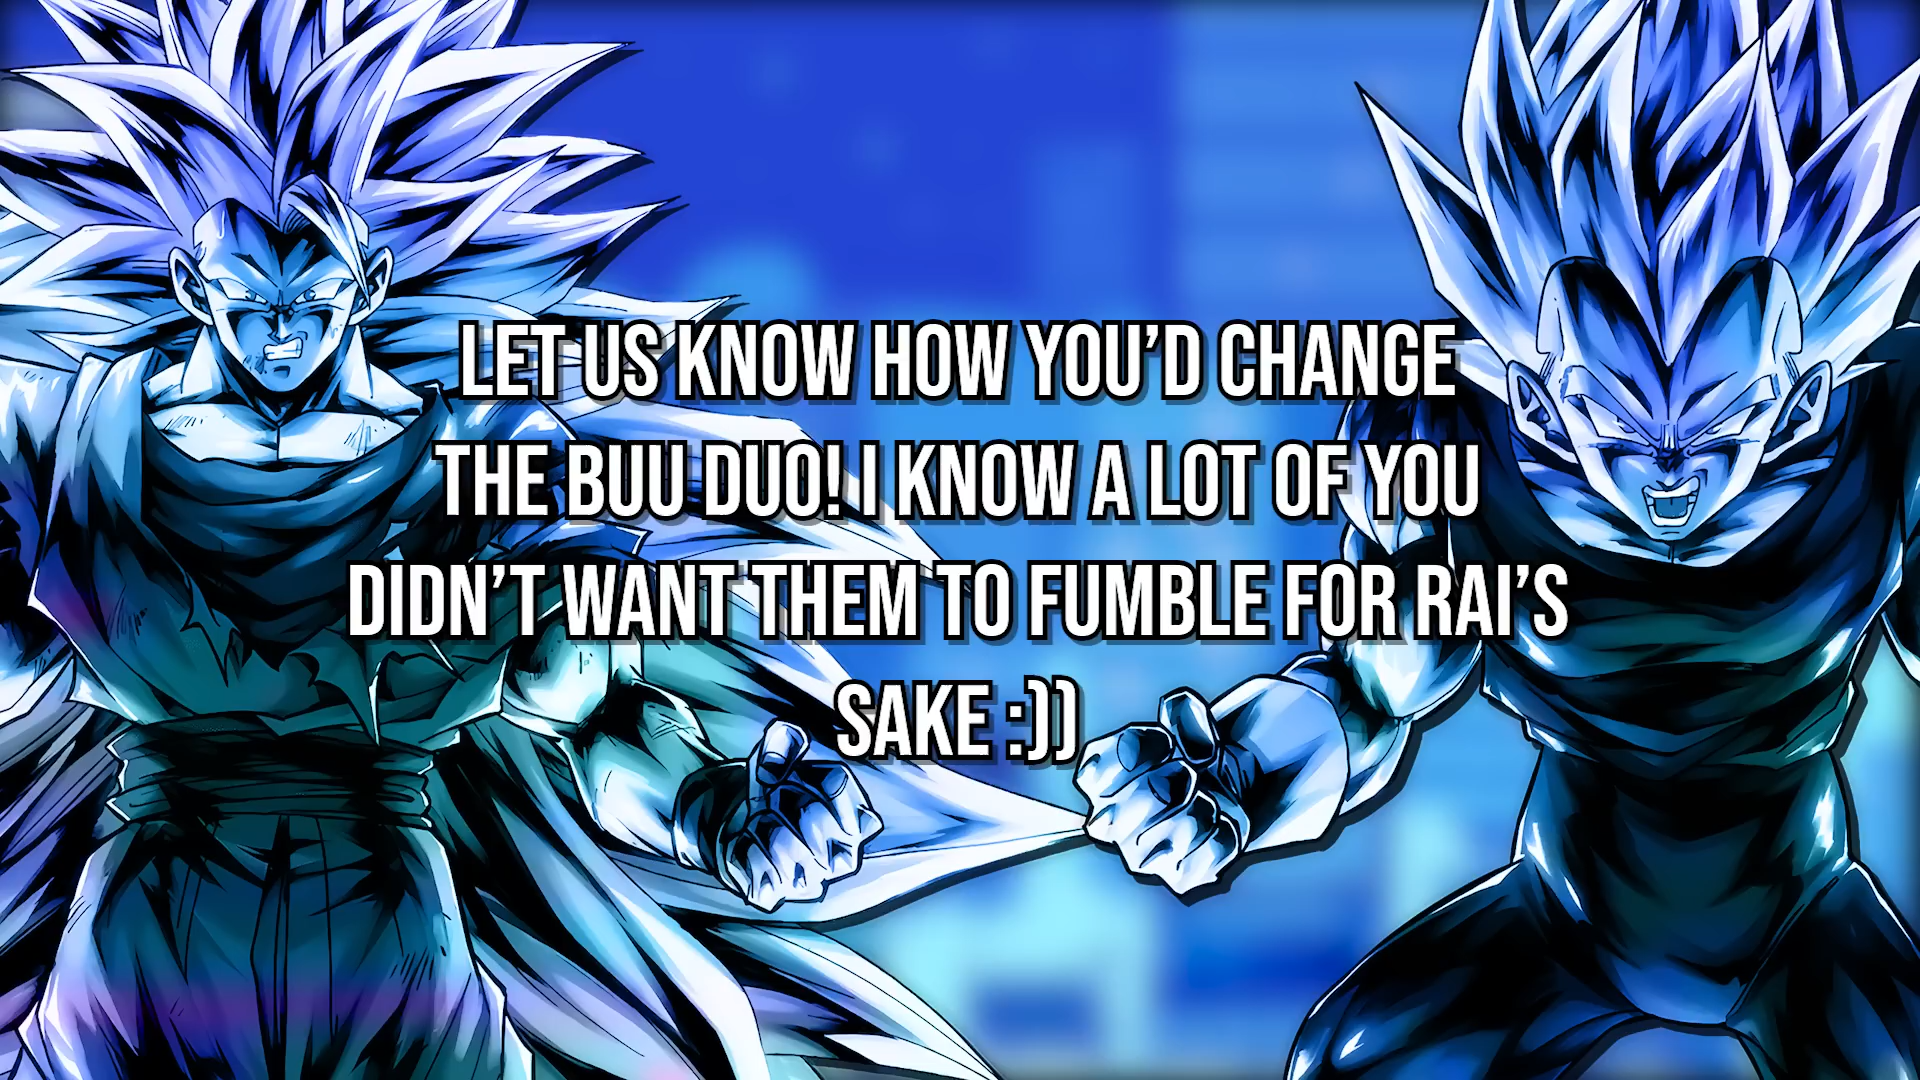 LET US KNOW HOW YOU’D CHANGE
THE BUU DUO! I KNOW A LOT OF YOU
DIDN’T WANT THEM TO FUMBLE FOR RAI’S
SAKE :))